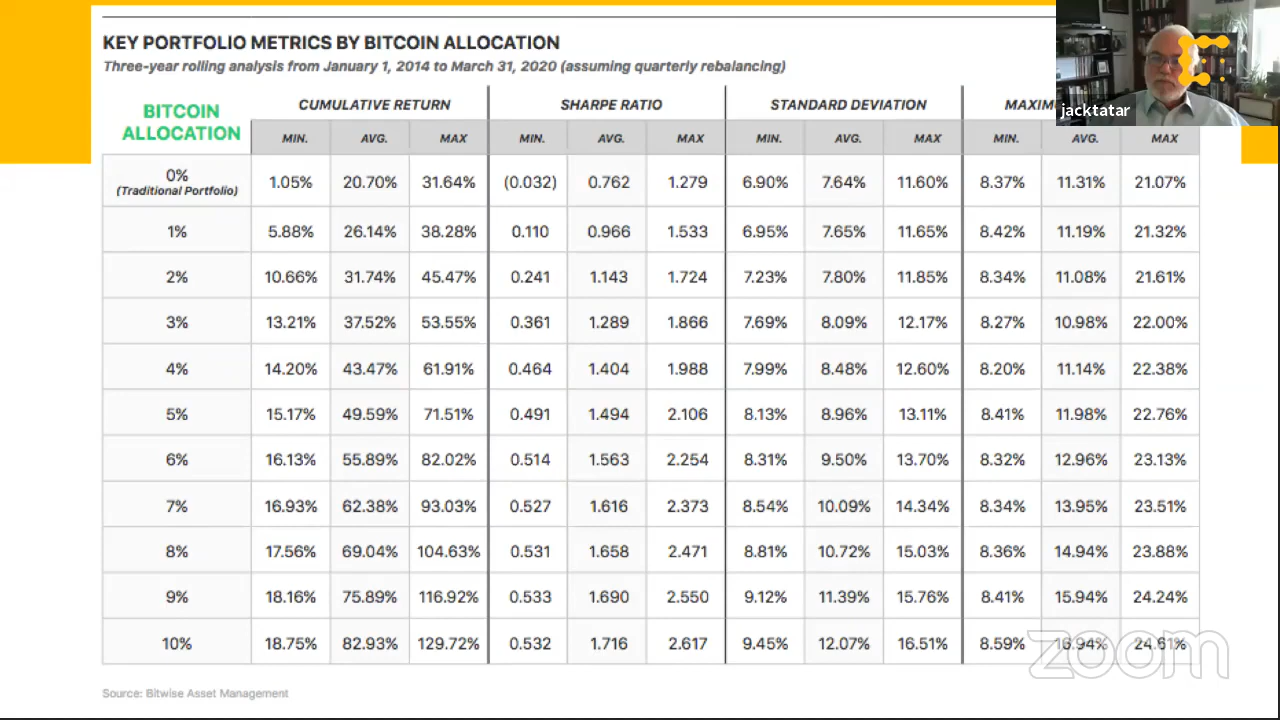 KEY PORTFOLIO METRICS BY BITCOIN ALLOCATION
Three-year rolling analysis from January 1, 2014 to March 31, 2020 (assuming quarterly rebalancing)
jacktatar
BITCOIN ALLOCATION CUMULATIVE RETURN SHARPE RATIO STANDARD DEVIATION MAXIM
MIN. AVG. MAX MIN. AVG. MAX MIN. AVG. MAX MIN. AVG. MAX
0% (Traditional Portfolio) 1.05% 20.70% 31.64% (0.032) 0.762 1.279 6.90% 7.64% 11.60% 8.37% 11.31% 21.07%
1% 5.88% 26.14% 38.28% 0.110 0.966 1.533 6.95% 7.65% 11.65% 8.42% 11.19% 21.32%
2% 10.66% 31.74% 45.47% 0.241 1.143 1.724 7.23% 7.80% 11.85% 8.34% 11.08% 21.61%
3% 13.21% 37.52% 53.55% 0.361 1.289 1.866 7.69% 8.09% 12.17% 8.27% 10.98% 22.00%
4% 14.20% 43.47% 61.91% 0.464 1.404 1.988 7.99% 8.48% 12.60% 8.20% 11.14% 22.38%
5% 15.17% 49.59% 71.51% 0.491 1.494 2.106 8.13% 8.96% 13.11% 8.41% 11.98% 22.76%
6% 16.13% 55.89% 82.02% 0.514 1.563 2.254 8.31% 9.50% 13.70% 8.32% 12.96% 23.13%
7% 16.93% 62.38% 93.03% 0.527 1.616 2.373 8.54% 10.09% 14.34% 8.34% 13.95% 23.51%
8% 17.56% 69.04% 104.63% 0.531 1.658 2.471 8.81% 10.72% 15.03% 8.36% 14.94% 23.88%
9% 18.16% 75.89% 116.92% 0.533 1.690 2.550 9.12% 11.39% 15.76% 8.41% 15.94% 24.24%
10% 18.75% 82.93% 129.72% 0.532 1.716 2.617 9.45% 12.07% 16.51% 8.59% 16.94% 24.61%
zoom
Source: Bitwise Asset Management